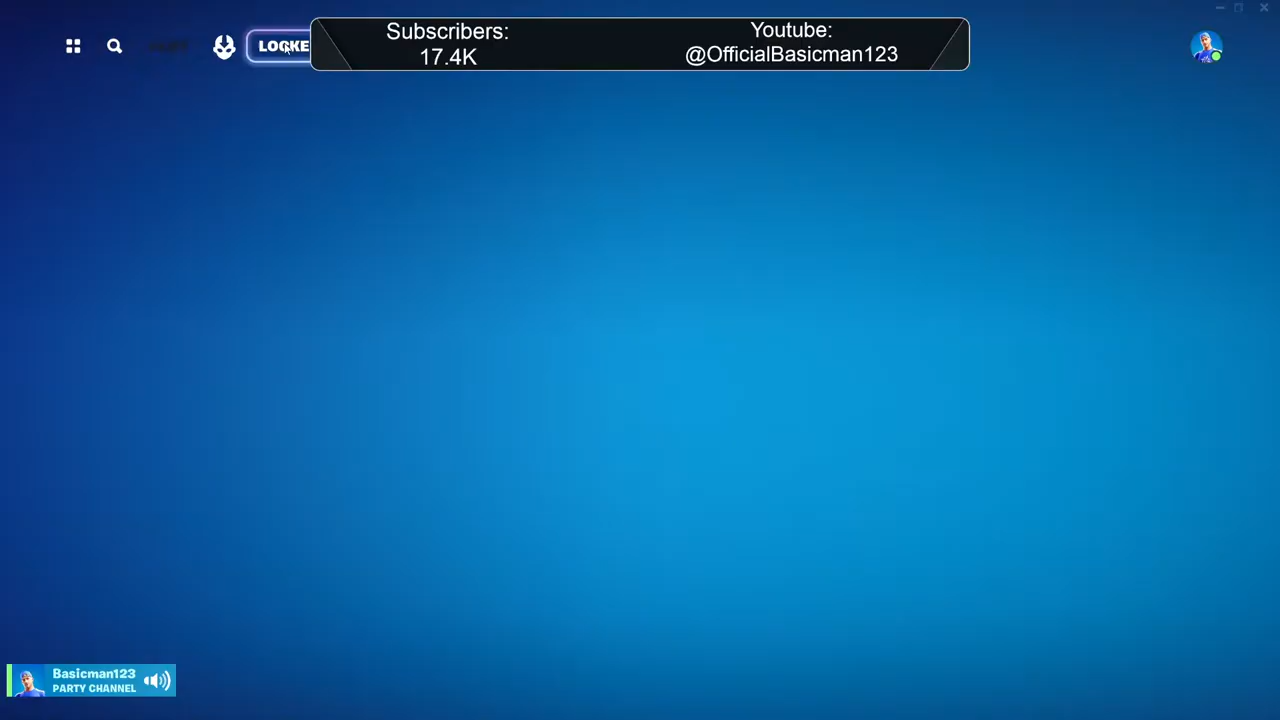 LOCKE
Subscribers:
17.4K
Youtube:
@OfficialBasicman123
Basicman123
PARTY CHANNEL